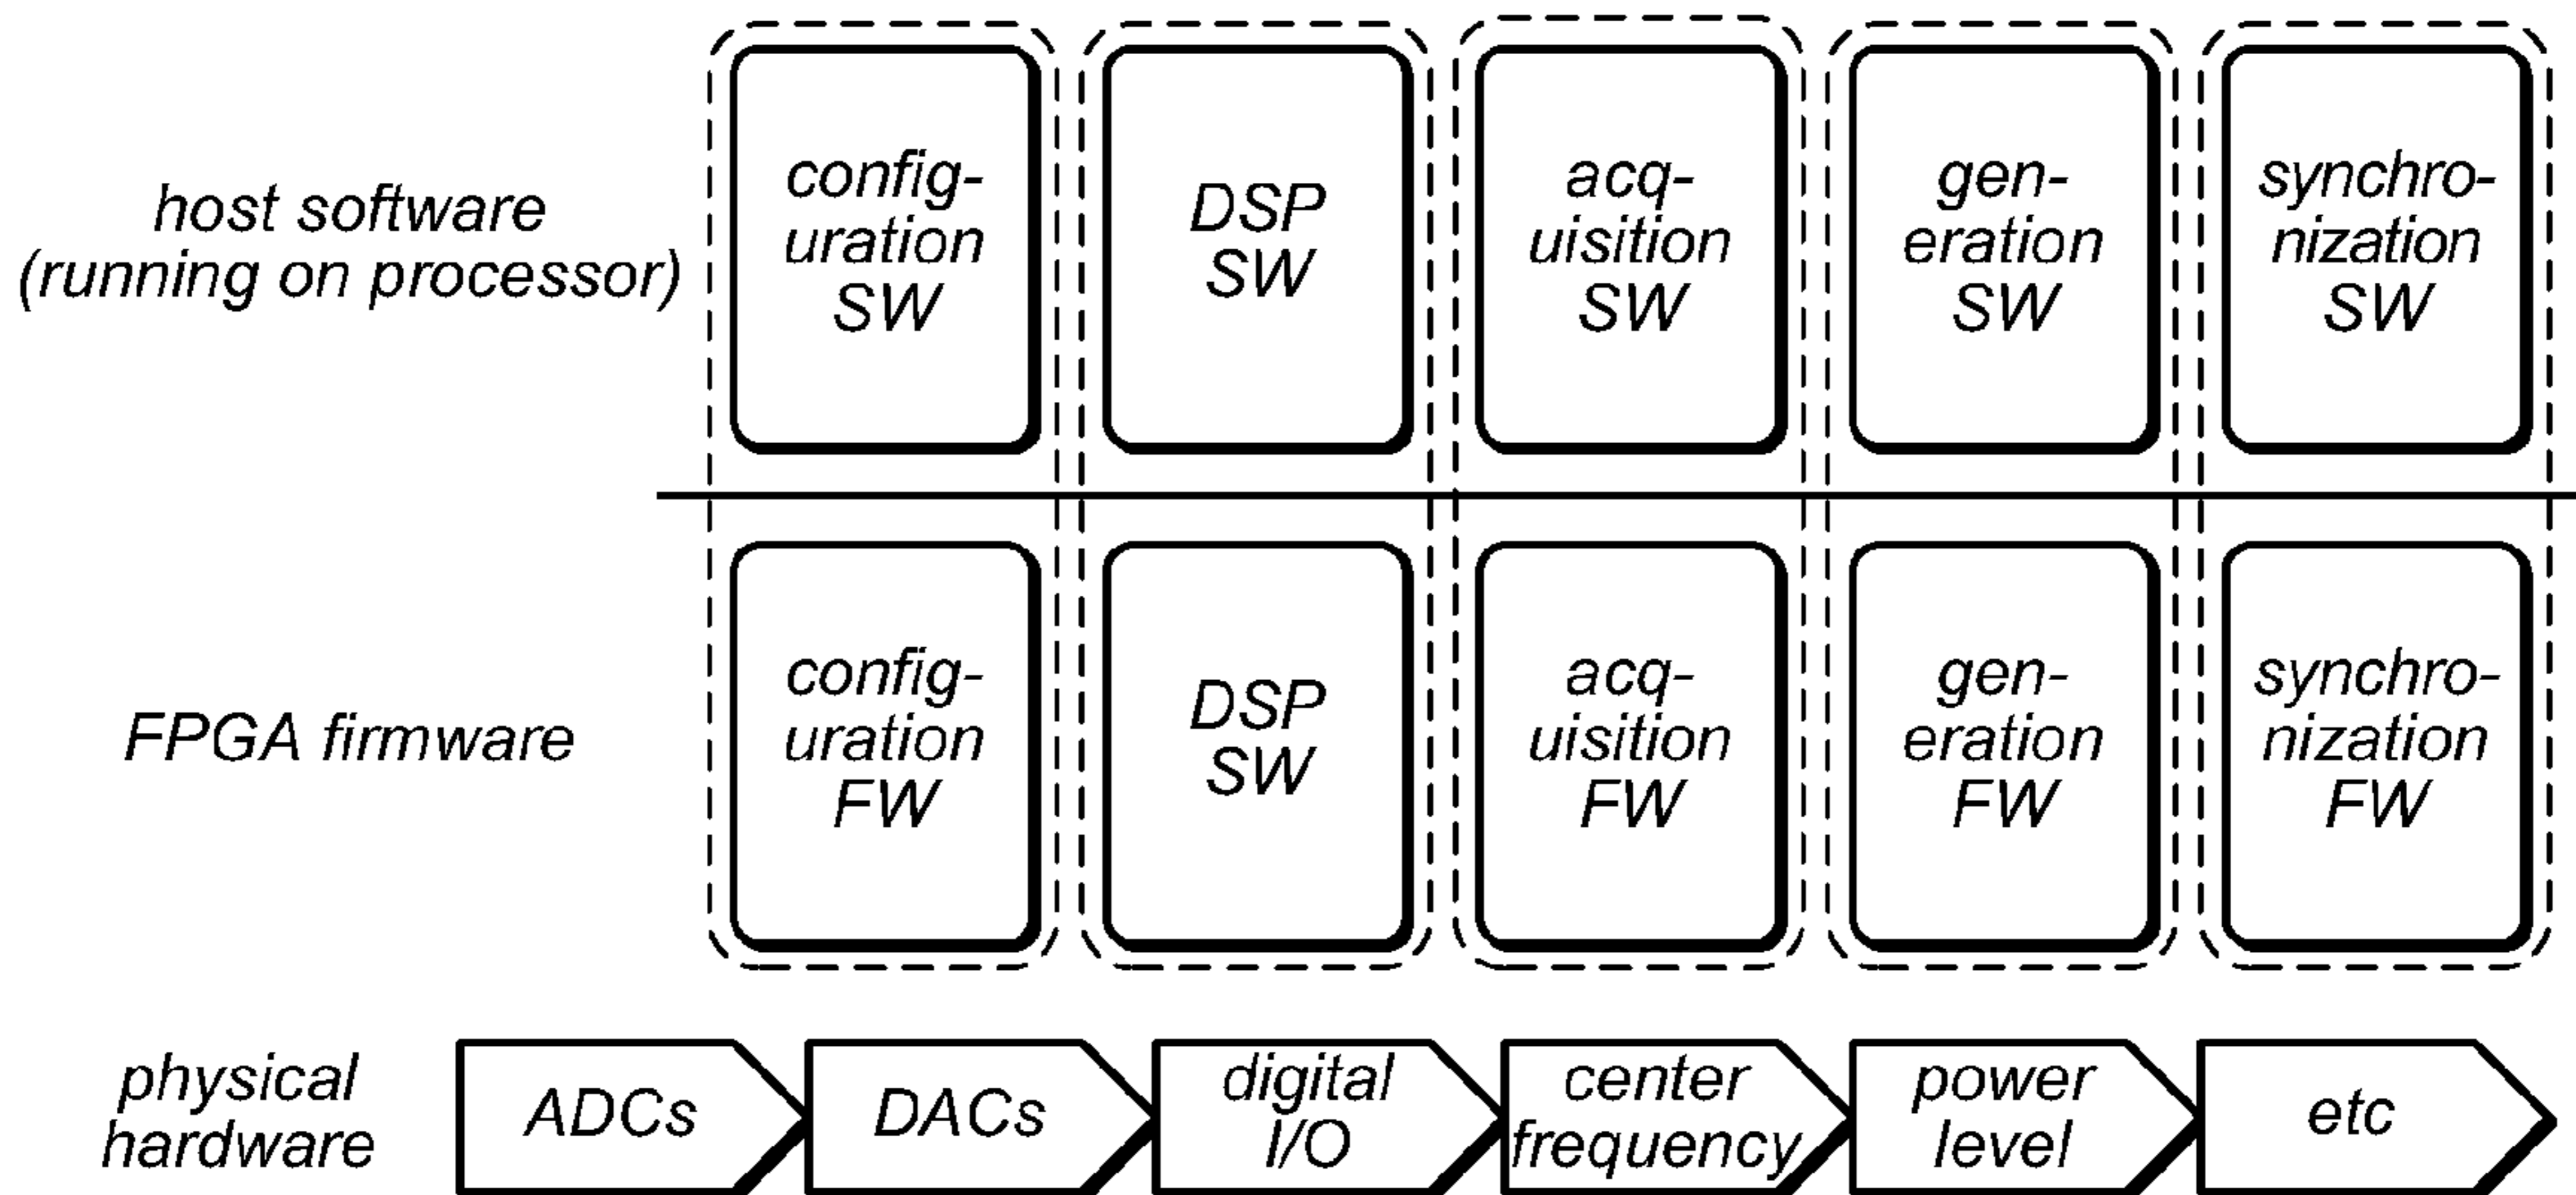 host software
(running on processor)
config-
uration
SW
DSP
SW
acq-
uisition
SW
gen-
eration
SW
synchro-
nization
SW
FPGA firmware
config-
uration
FW
DSP
SW
acq-
uisition
FW
gen-
eration
FW
synchro-
nization
FW
physical
hardware
ADCs
DACs
digital
I/O
center
frequency
power
level
etc